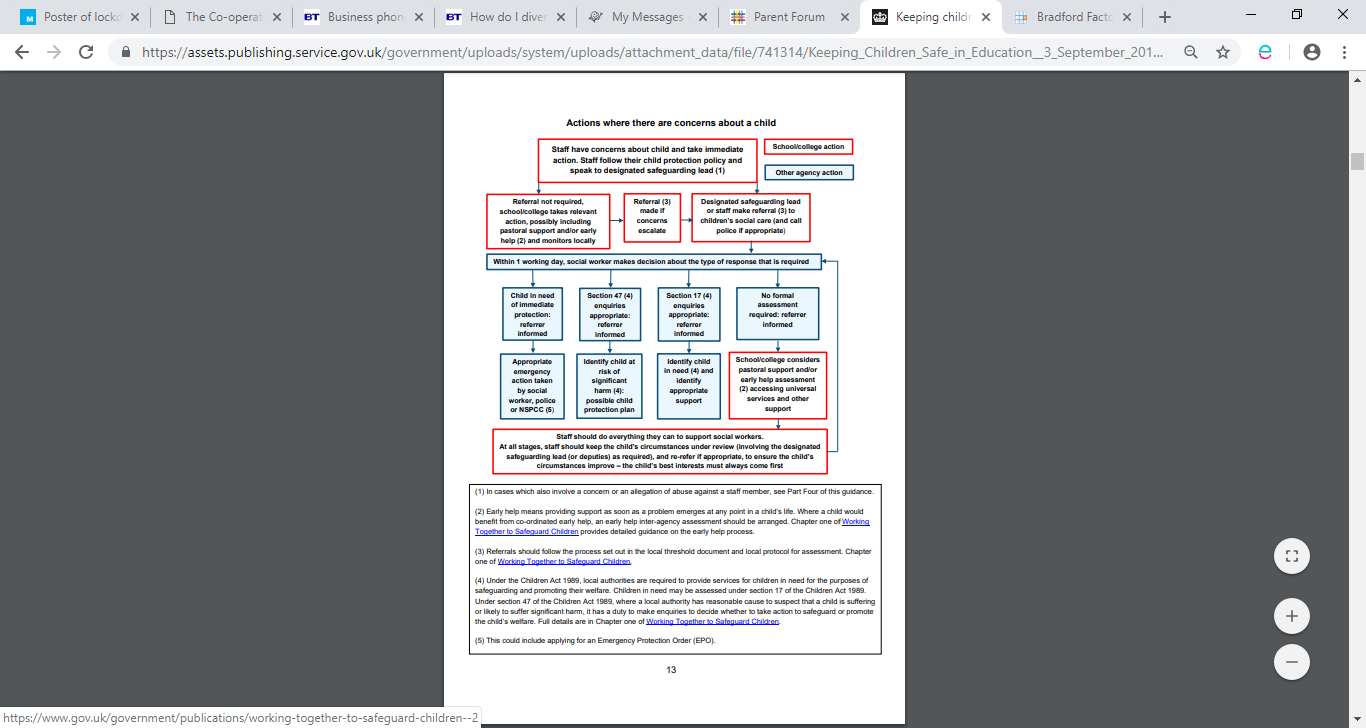 Poster of lockd
The Co-operat
BT Business phon
BT How do I diver
My Messages
Parent Forum
Keeping childr
Bradford Facto
https://assets.publishing.service.gov.uk/government/uploads/system/uploads/attachment_data/file/741314/Keeping_Children_Safe_in_Education__3_September_201...
Actions where there are concerns about a child
Staff have concerns about child and take immediate
action. Staff follow their child protection policy and
speak to designated safeguarding lead (1)
School/college action
Other agency action
Referral not required,
school/college takes relevant
action, possibly including
pastoral support and/or early
help (2) and monitors locally
Referral (3)
made if
concerns
escalate
Designated safeguarding lead
or staff make referral (3) to
children's social care (and call
police if appropriate)
Within 1 working day, social worker makes decision about the type of response that is required
Child in need
of immediate
protection:
referrer
informed
Section 47 (4)
enquiries
appropriate:
referrer
informed
Section 17 (4)
enquiries
appropriate:
referrer
informed
No formal
assessment
required: referrer
informed
Appropriate
emergency
action taken
by social
worker, police
or NSPCC (5)
Identify child at
risk of
significant
harm (4):
possible child
protection plan
Identify child
in need (4) and
identify
appropriate
support
School/college considers
pastoral support and/or
early help assessment
(2) accessing universal
services and other
support
Staff should do everything they can to support social workers.
At all stages, staff should keep the child's circumstances under review (involving the designated
safeguarding lead (or deputies) as required), and re-refer if appropriate, to ensure the child's
circumstances improve – the child's best interests must always come first
(1) In cases which also involve a concern or an allegation of abuse against a staff member, see Part Four of this guidance.
(2) Early help means providing support as soon as a problem emerges at any point in a child's life. Where a child would
benefit from co-ordinated early help, an early help inter-agency assessment should be arranged. Chapter one of Working
Together to Safeguard Children provides detailed guidance on the early help process.
(3) Referrals should follow the process set out in the local threshold document and local protocol for assessment. Chapter
one of Working Together to Safeguard Children.
(4) Under the Children Act 1989, local authorities are required to provide services for children in need for the purposes of
safeguarding and promoting their welfare. Children in need may be assessed under section 17 of the Children Act 1989.
Under section 47 of the Children Act 1989, where a local authority has reasonable cause to suspect that a child is suffering
or likely to suffer significant harm, it has a duty to make enquiries to decide whether to take action to safeguard or promote
the child's welfare. Full details are in Chapter one of Working Together to Safeguard Children.
(5) This could include applying for an Emergency Protection Order (EPO).
13
https://www.gov.uk/government/publications/working-together-to-safeguard-children--2